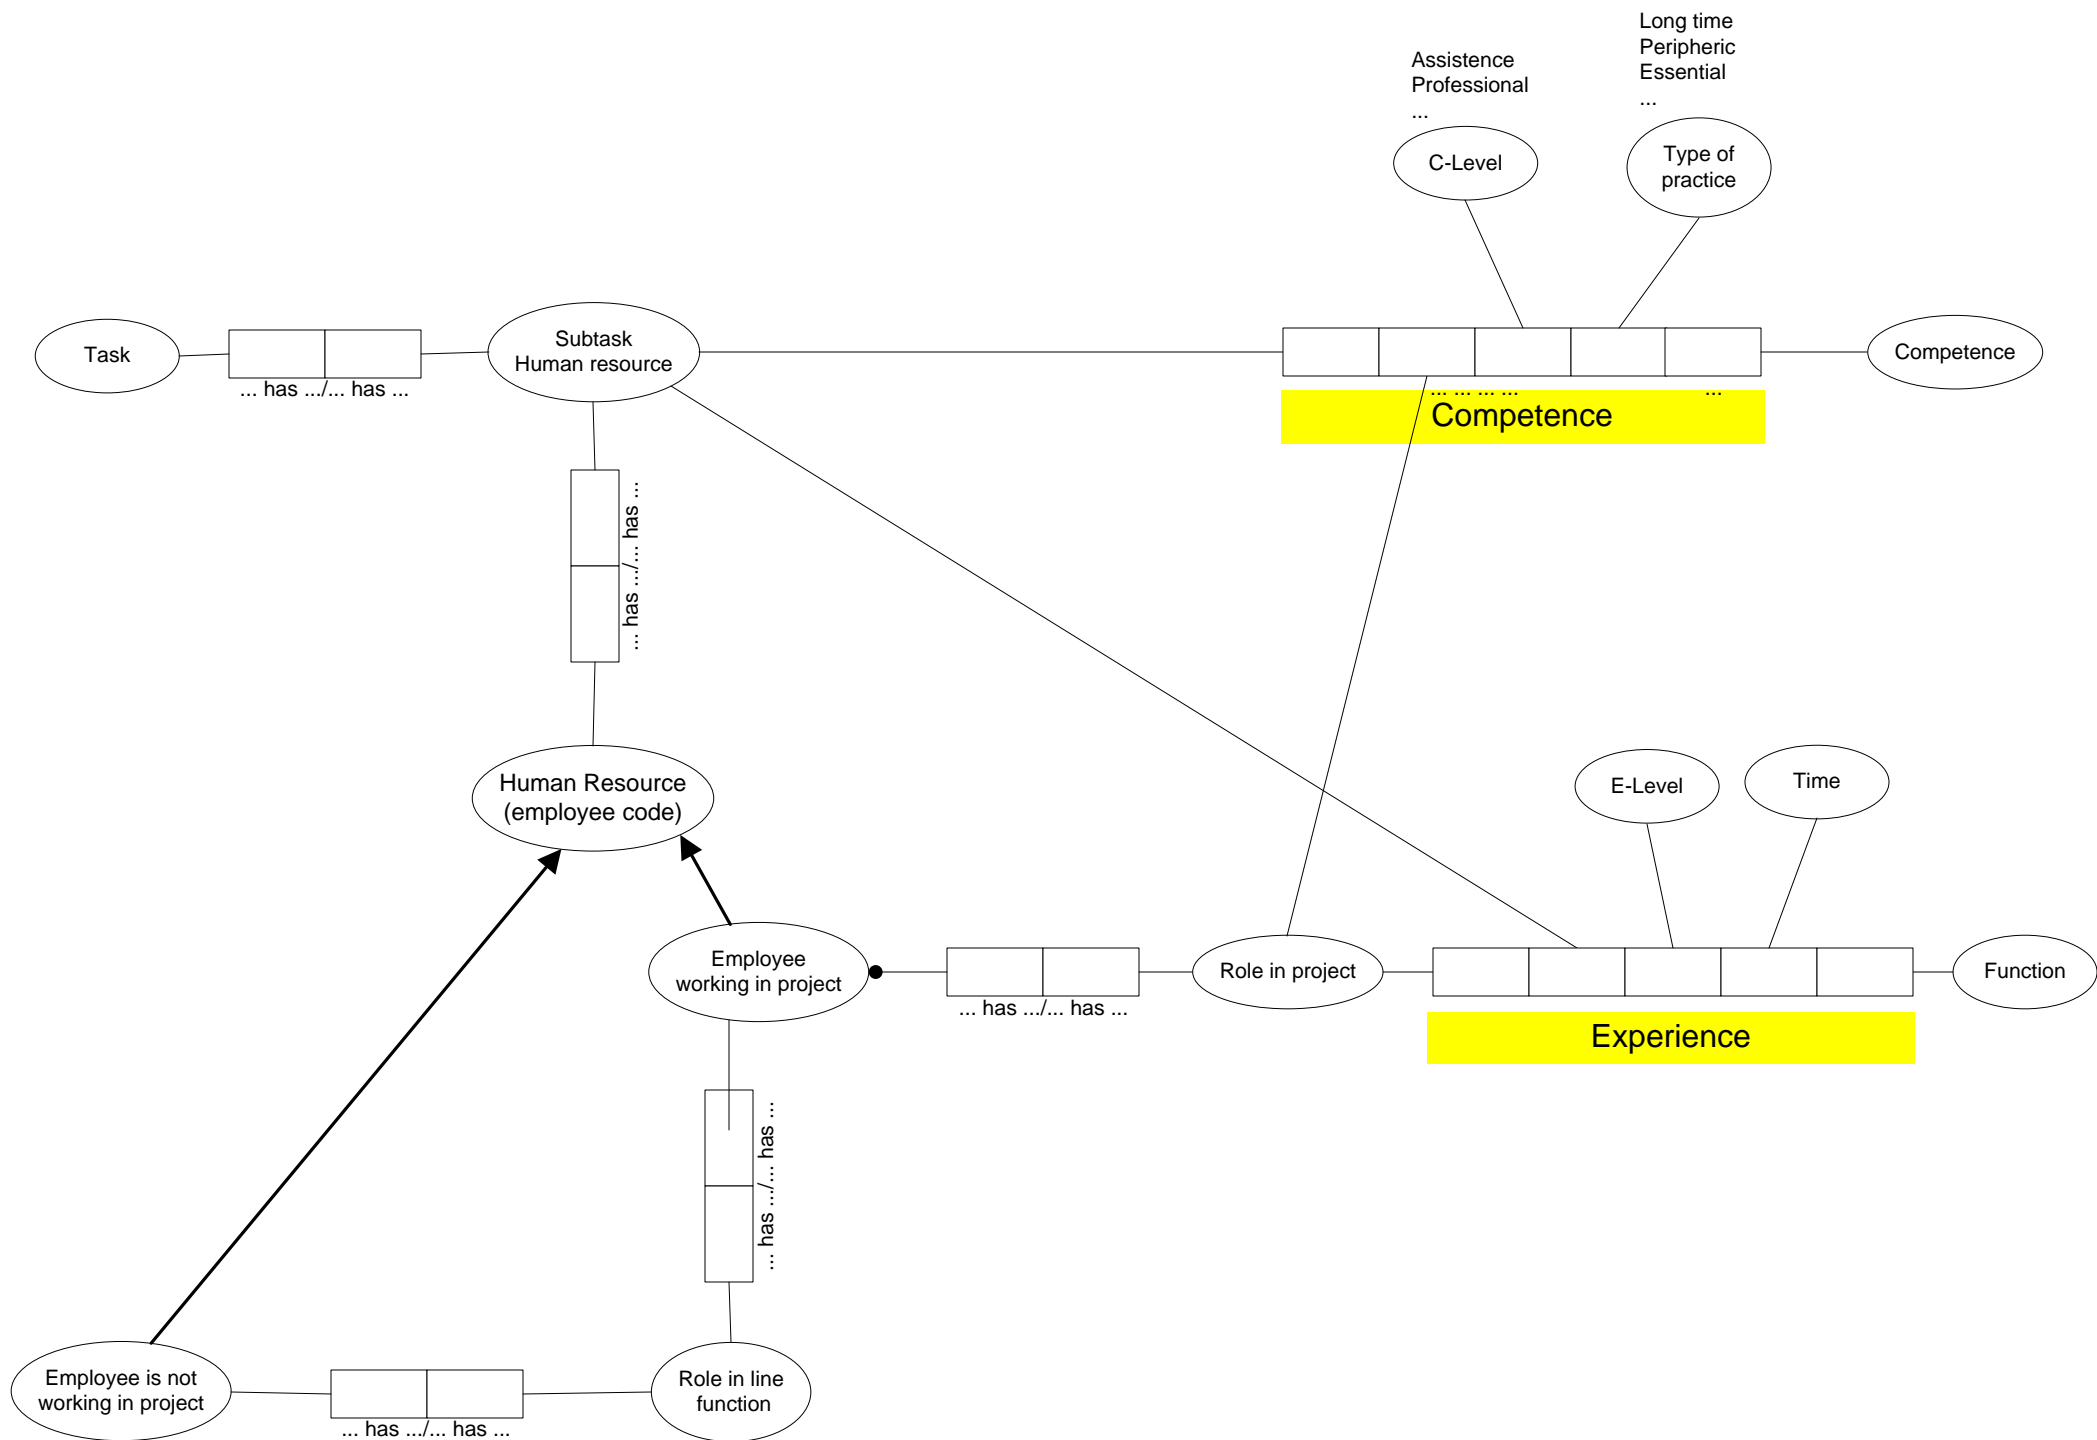 Long time
Peripheric
Essential
...
Assistence
Professional
...
C-Level
Type of
practice
Task
... has .../... has ...
Subtask
Human resource
Competence
... ... ... ...
...
Competence
... has .../... has ...
Human Resource
(employee code)
E-Level
Time
Employee
working in project
... has .../... has ...
Role in project
Function
Experience
... has .../... has ...
Employee is not
working in project
... has .../... has ...
Role in line
function